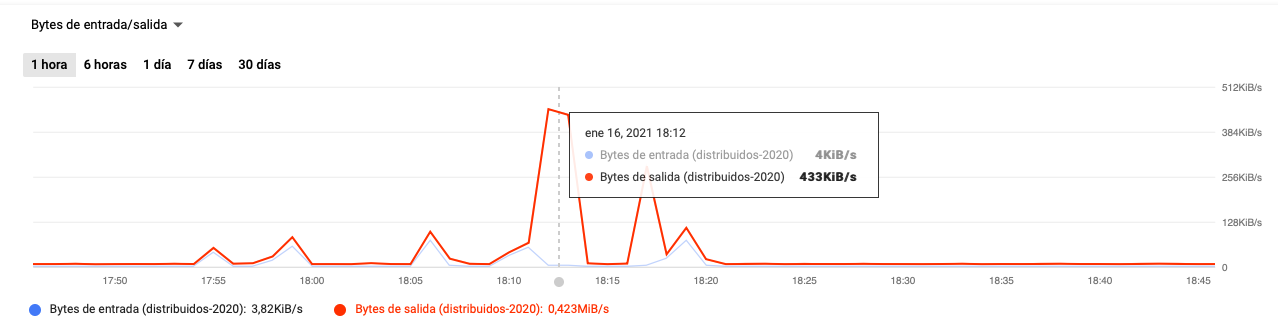 Bytes de entrada/salida
1 hora 6 horas 1 día 7 días 30 días
512KiB/s
384KiB/s
256KiB/s
128KiB/s
0
ene 16, 2021 18:12
Bytes de entrada (distribuidos-2020) 4KiB/s
Bytes de salida (distribuidos-2020) 433KiB/s
17:50 17:55 18:00 18:05 18:10 18:15 18:20 18:25 18:30 18:35 18:40 18:45
Bytes de entrada (distribuidos-2020): 3,82KiB/s Bytes de salida (distribuidos-2020): 0,423MiB/s